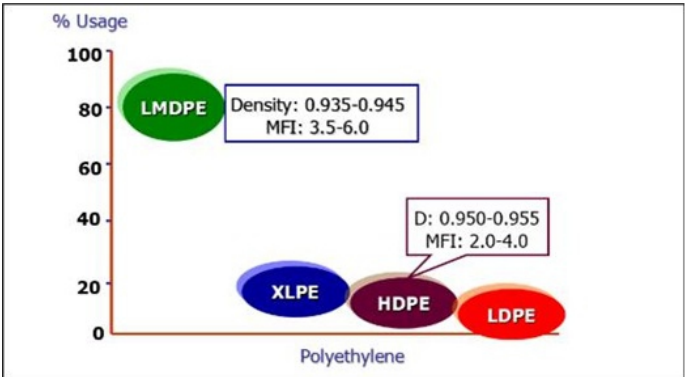 % Usage
100
80
60
40
20
0
LMDPE
Density: 0.935-0.945
MFI: 3.5-6.0
D: 0.950-0.955
MFI: 2.0-4.0
XLPE
HDPE
LDPE
Polyethylene